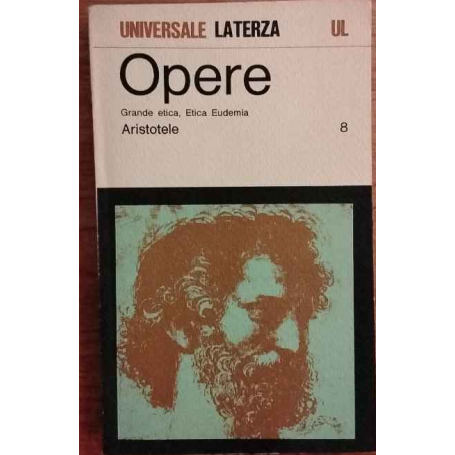 UNIVERSALE LATERZA UL
Opere
Grande etica, Etica Eudemia
Aristotele 8